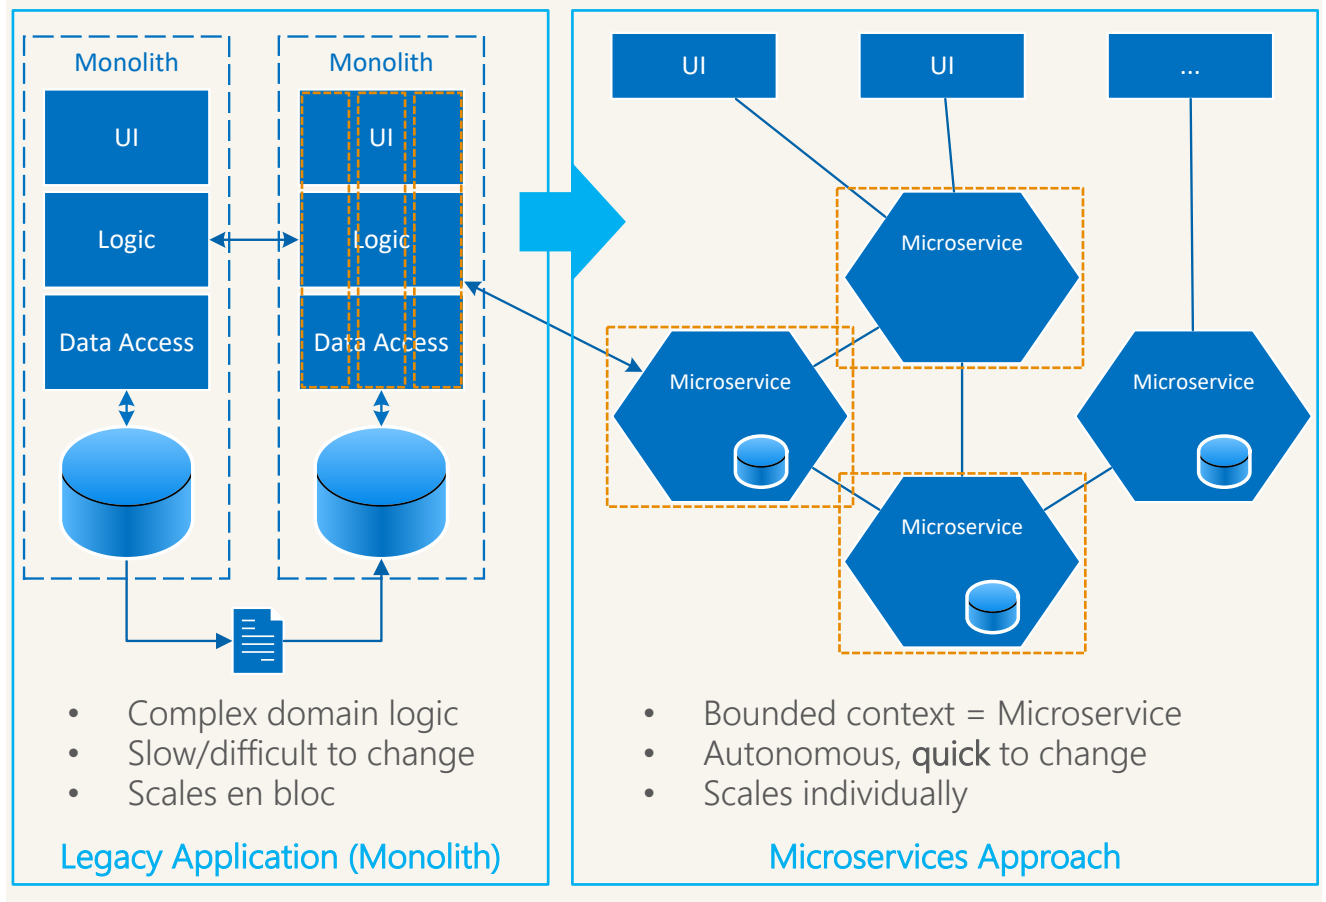 Monolith
UI
Logic
Data Access
Monolith
UI
Logic
Data Access
• Complex domain logic
• Slow/difficult to change
• Scales en bloc
Legacy Application (Monolith)
UI
UI
...
Microservice
Microservice
Microservice
Microservice
• Bounded context = Microservice
• Autonomous, quick to change
• Scales individually
Microservices Approach